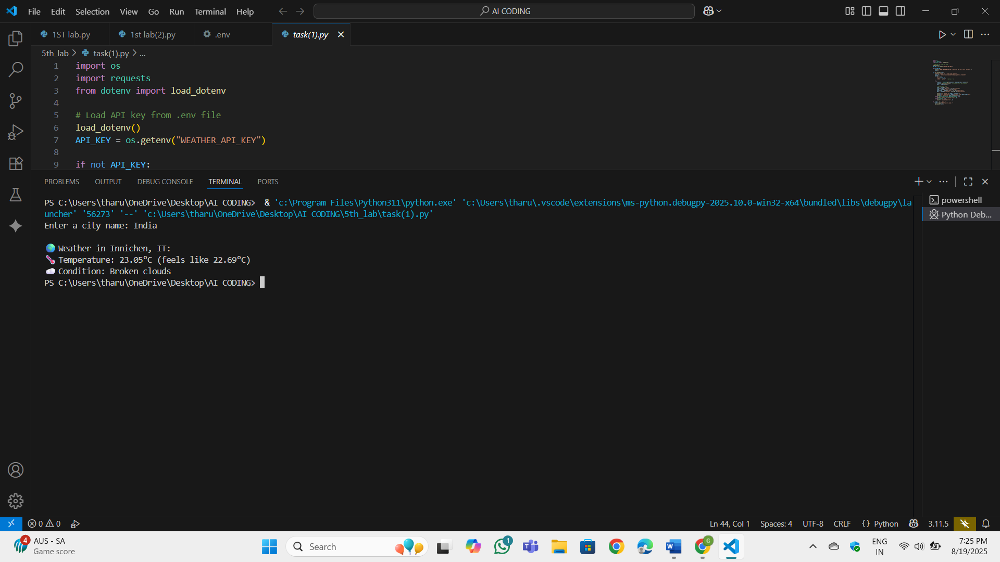 File Edit Selection View Go Run Terminal Help
AI CODING
1ST lab.py
1st lab(2).py
.env
task(1).py
5th_lab > task(1).py > ...
1 import os
2 import requests
3 from dotenv import load_dotenv
4
5 # Load API key from .env file
6 load_dotenv()
7 API_KEY = os.getenv("WEATHER_API_KEY")
8
9 if not API_KEY:
PROBLEMS OUTPUT DEBUG CONSOLE TERMINAL PORTS
PS C:\Users\tharu\OneDrive\Desktop\AI CODING> & 'c:\Program Files\Python311\python.exe' 'c:\Users\tharu\.vscode\extensions\ms-python.debugpy-2025.10.0-win32-x64\bundled\libs\debugpy\la
uncher' '56273' '--' 'c:\Users\tharu\OneDrive\Desktop\AI CODING\5th_lab\task(1).py'
Enter a city name: India
Weather in Innichen, IT:
Temperature: 23.05°C (feels like 22.69°C)
Condition: Broken clouds
PS C:\Users\tharu\OneDrive\Desktop\AI CODING>
powershell
Python Deb...
0 0
Ln 44, Col 1 Spaces: 4 UTF-8 CRLF {} Python 3.11.5
4
AUS - SA
Game score
Search
1
G
ENG
IN
7:25 PM
8/19/2025